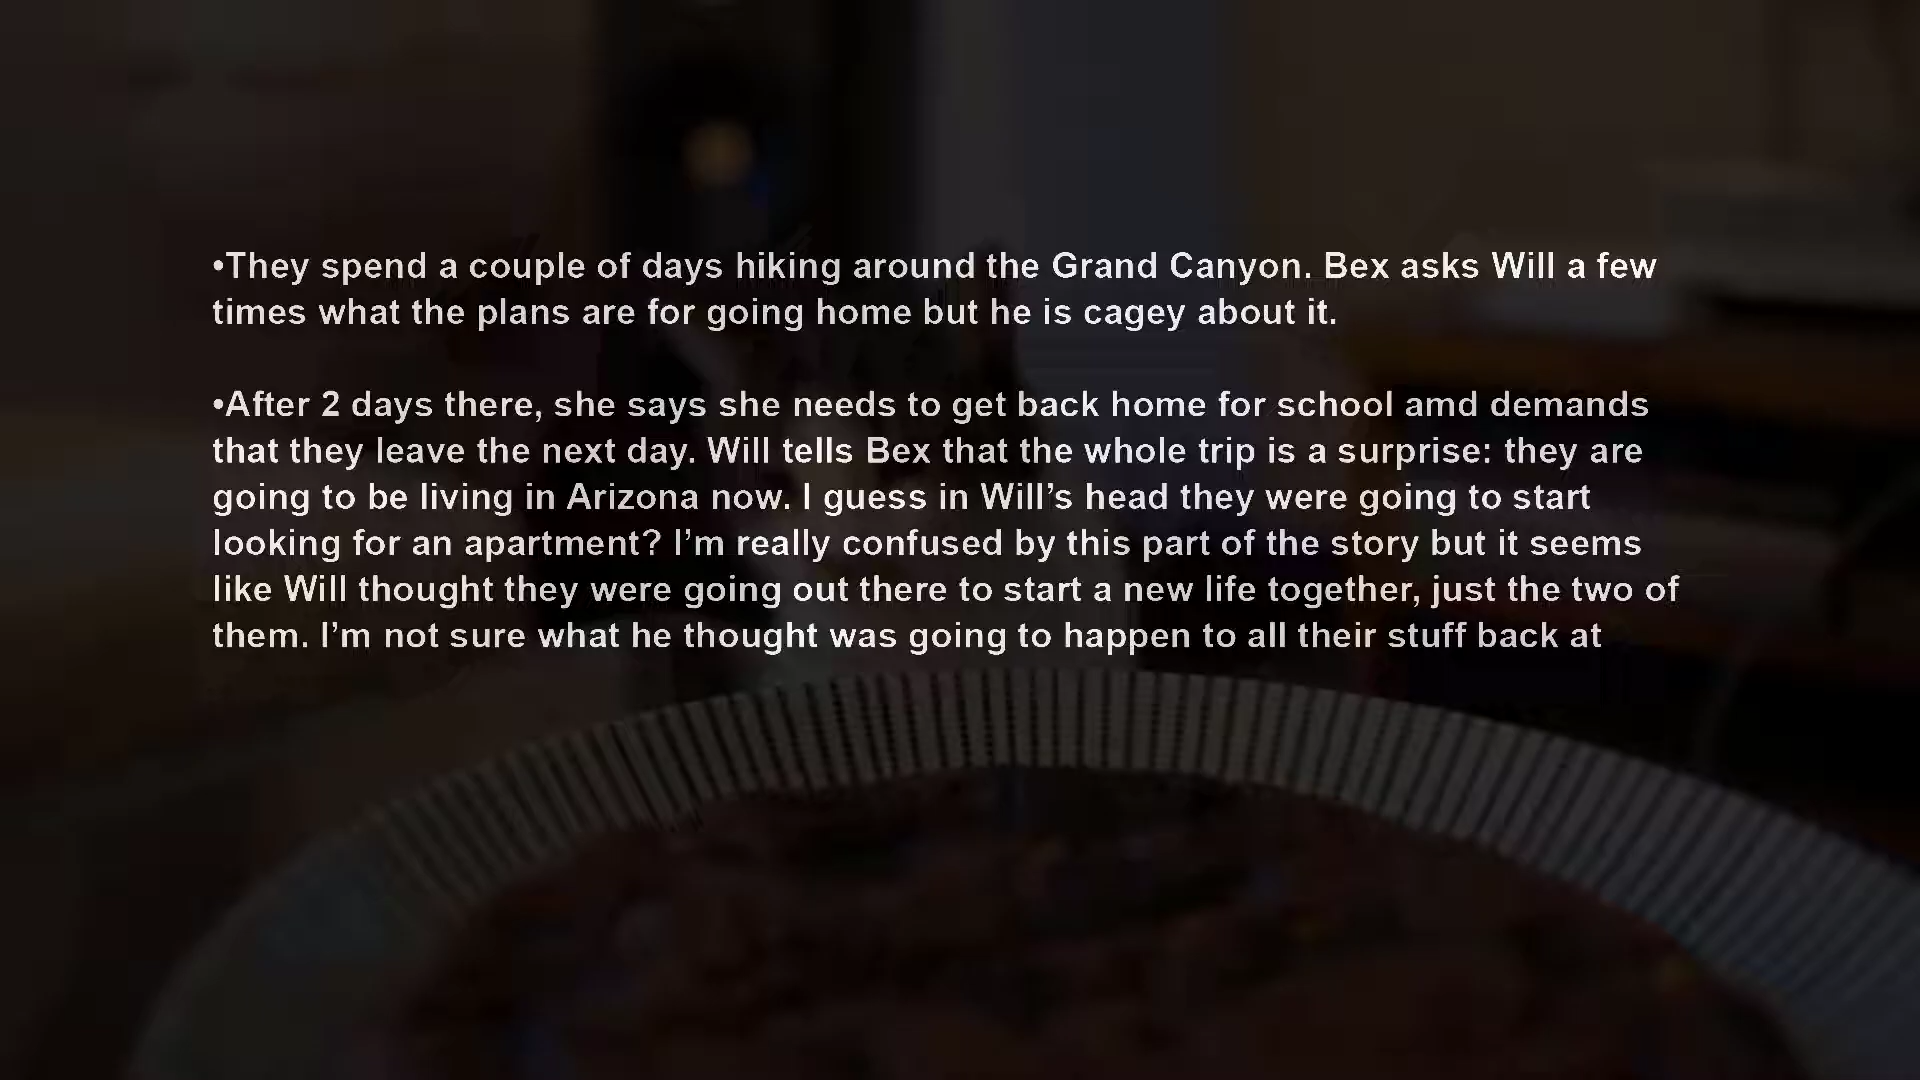 •They spend a couple of days hiking around the Grand Canyon. Bex asks Will a few
times what the plans are for going home but he is cagey about it.
•After 2 days there, she says she needs to get back home for school amd demands
that they leave the next day. Will tells Bex that the whole trip is a surprise: they are
going to be living in Arizona now. I guess in Will’s head they were going to start
looking for an apartment? I’m really confused by this part of the story but it seems
like Will thought they were going out there to start a new life together, just the two of
them. I’m not sure what he thought was going to happen to all their stuff back at